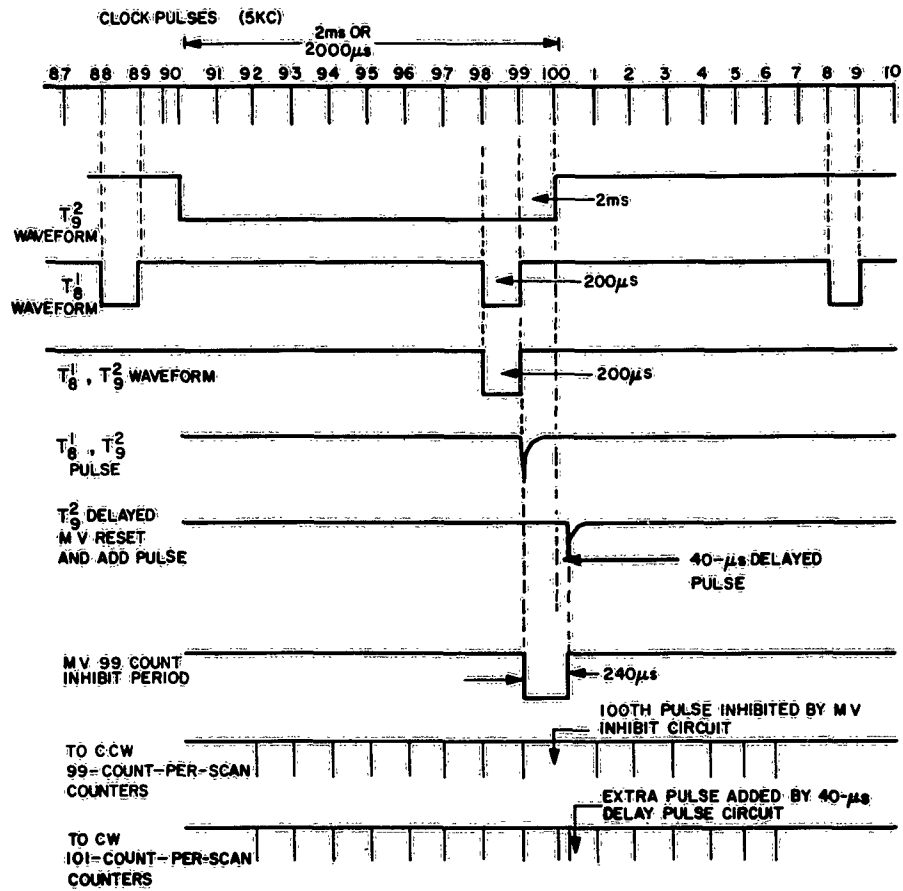 CLOCK PULSES (5KC)
2ms OR
2000μs
87 88 89 90 91 92 93 94 95 96 97 98 99 100 1 2 3 4 5 6 7 8 9 10
T₉² WAVEFORM
2ms
T₈¹ WAVEFORM
200μs
T₈¹, T₉² WAVEFORM
200μs
T₈¹, T₉²
PULSE
T₉² DELAYED
MV RESET
AND ADD PULSE
40-μs DELAYED
PULSE
MV 99 COUNT
INHIBIT PERIOD
240μs
100TH PULSE INHIBITED BY MV
INHIBIT CIRCUIT
TO CCW
99-COUNT-PER-SCAN
COUNTERS
EXTRA PULSE ADDED BY 40-μs
DELAY PULSE CIRCUIT
TO CW
101-COUNT-PER-SCAN
COUNTERS